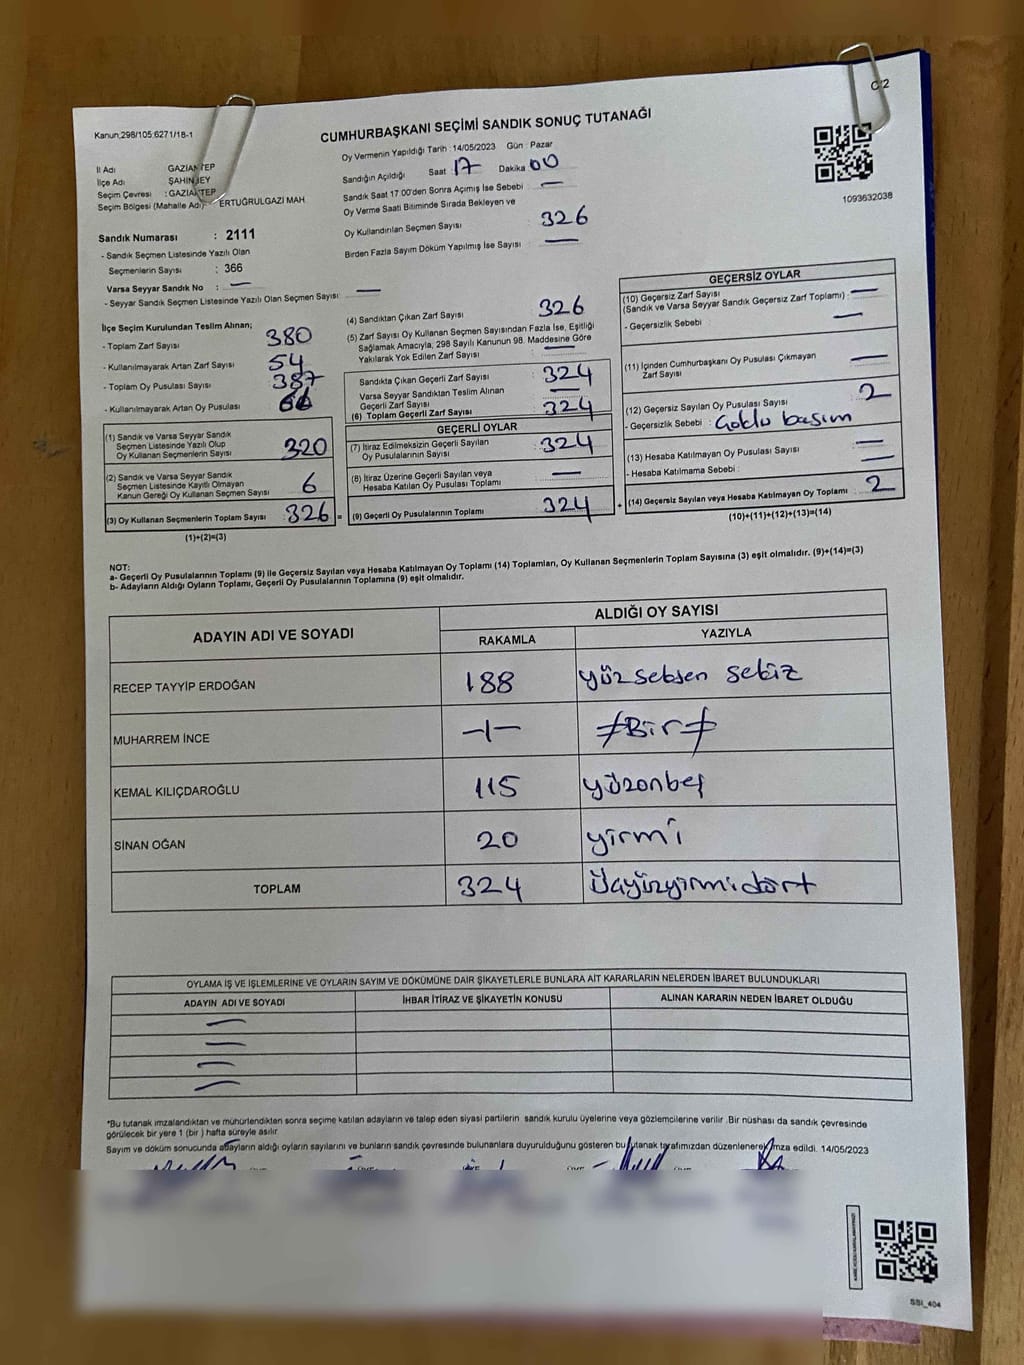 C 2
Kanun;298/105;6271/18-1
CUMHURBAŞKANI SEÇİMİ SANDIK SONUÇ TUTANAĞI
İl Adı GAZİANTEP
İlçe Adı ŞAHİNBEY
Seçim Çevresi : GAZİANTEP
Seçim Bölgesi (Mahalle Adı): ERTUĞRULGAZİ MAH
Oy Vermenin Yapıldığı Tarih : 14/05/2023 Gün : Pazar
Sandığın Açıldığı Saat : 17 Dakika : 00
Sandık Saat 17.00'den Sonra Açılmış İse Sebebi : —
Oy Verme Saati Bitiminde Sırada Bekleyen ve
Oy Kullandırılan Seçmen Sayısı : 326
Birden Fazla Sayım Döküm Yapılmış İse Sayısı : —
1093632038
Sandık Numarası : 2111
- Sandık Seçmen Listesinde Yazılı Olan
Seçmenlerin Sayısı : 366
Varsa Seyyar Sandık No : —
- Seyyar Sandık Seçmen Listesinde Yazılı Olan Seçmen Sayısı : —
İlçe Seçim Kurulundan Teslim Alınan;
- Toplam Zarf Sayısı 380
- Kullanılmayarak Artan Zarf Sayısı : 54
- Toplam Oy Pusulası Sayısı : 387
- Kullanılmayarak Artan Oy Pusulası
(1) Sandık ve Varsa Seyyar Sandık
Seçmen Listesinde Yazılı Olup
Oy Kullanan Seçmenlerin Sayısı 320
(2) Sandık ve Varsa Seyyar Sandık
Seçmen Listesinde Kayıtlı Olmayan
Kanun Gereği Oy Kullanan Seçmen Sayısı 6
(3) Oy Kullanan Seçmenlerin Toplam Sayısı 326 =
(1)+(2)=(3)
(4) Sandıktan Çıkan Zarf Sayısı : 326
(5) Zarf Sayısı Oy Kullanan Seçmen Sayısından Fazla İse, Eşitliği
Sağlamak Amacıyla, 298 Sayılı Kanunun 98. Maddesine Göre
Yakılarak Yok Edilen Zarf Sayısı : —
Sandıkta Çıkan Geçerli Zarf Sayısı : 324
Varsa Seyyar Sandıktan Teslim Alınan
Geçerli Zarf Sayısı : —
(6) Toplam Geçerli Zarf Sayısı : 324
GEÇERLİ OYLAR
(7) İtiraz Edilmeksizin Geçerli Sayılan
Oy Pusulalarının Sayısı : 324
(8) İtiraz Üzerine Geçerli Sayılan veya
Hesaba Katılan Oy Pusulası Toplamı : —
(9) Geçerli Oy Pusulalarının Toplamı 324 +
GEÇERSİZ OYLAR
(10) Geçersiz Zarf Sayısı
(Sandık ve Varsa Seyyar Sandık Geçersiz Zarf Toplamı) : —
- Geçersizlik Sebebi : —
(11) İçinden Cumhurbaşkanı Oy Pusulası Çıkmayan
Zarf Sayısı —
(12) Geçersiz Sayılan Oy Pusulası Sayısı : 2
- Geçersizlik Sebebi : Çoklu basım
(13) Hesaba Katılmayan Oy Pusulası Sayısı : —
- Hesaba Katılmama Sebebi : —
(14) Geçersiz Sayılan veya Hesaba Katılmayan Oy Toplamı 2
(10)+(11)+(12)+(13)=(14)
NOT:
a- Geçerli Oy Pusulalarının Toplamı (9) ile Geçersiz Sayılan veya Hesaba Katılmayan Oy Toplamı (14) Toplamları, Oy Kullanan Seçmenlerin Toplam Sayısına (3) eşit olmalıdır. (9)+(14)=(3)
b- Adayların Aldığı Oyların Toplamı, Geçerli Oy Pusulalarının Toplamına (9) eşit olmalıdır.
ADAYIN ADI VE SOYADI ALDIĞI OY SAYISI
RAKAMLA YAZIYLA
RECEP TAYYİP ERDOĞAN 188 yüzseksen sekiz
MUHARREM İNCE -1- ≠Bir≠
KEMAL KILIÇDAROĞLU 115 yüzonbeş
SİNAN OĞAN 20 yirmi
TOPLAM 324 Üçyüzyirmidört
OYLAMA İŞ VE İŞLEMLERİNE VE OYLARIN SAYIM VE DÖKÜMÜNE DAİR ŞİKAYETLERLE BUNLARA AİT KARARLARIN NELERDEN İBARET BULUNDUKLARI
ADAYIN ADI VE SOYADI İHBAR İTİRAZ VE ŞİKAYETİN KONUSU ALINAN KARARIN NEDEN İBARET OLDUĞU
—
—
—
—
*Bu tutanak imzalandıktan ve mühürlendikten sonra seçime katılan adayların ve talep eden siyasi partilerin sandık kurulu üyelerine veya gözlemcilerine verilir. Bir nüshası da sandık çevresinde
görülecek bir yere 1 (bir) hafta süreyle asılır.
Sayım ve döküm sonucunda adayların aldığı oyların sayılarını ve bunların sandık çevresinde bulunanlara duyurulduğunu gösteren bu tutanak tarafımızdan düzenlenerek imza edildi. 14/05/2023
SSI_404